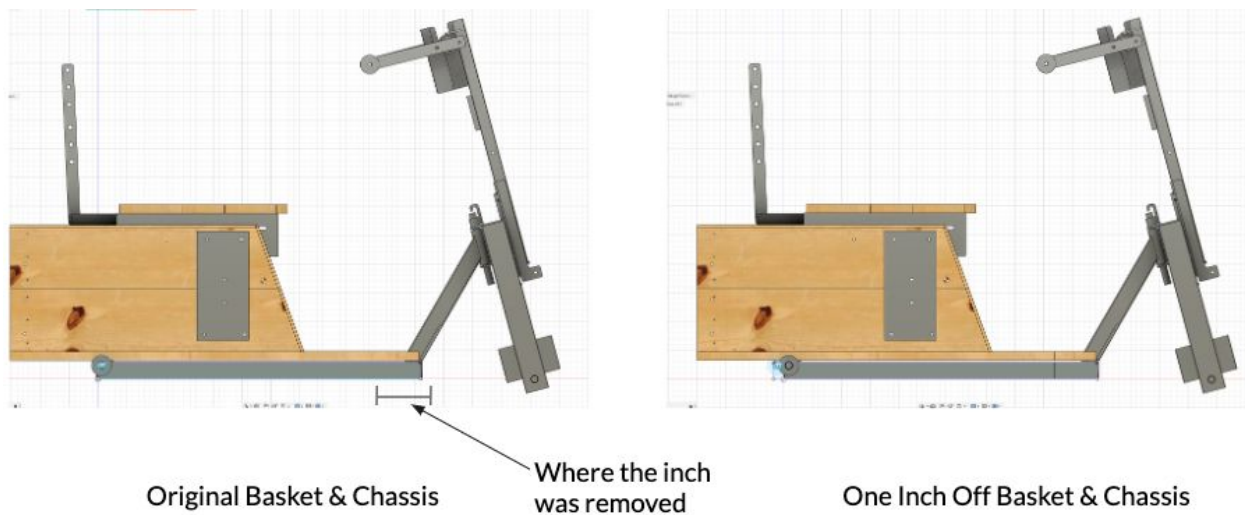 Where the inch
was removed
Original Basket & Chassis
One Inch Off Basket & Chassis